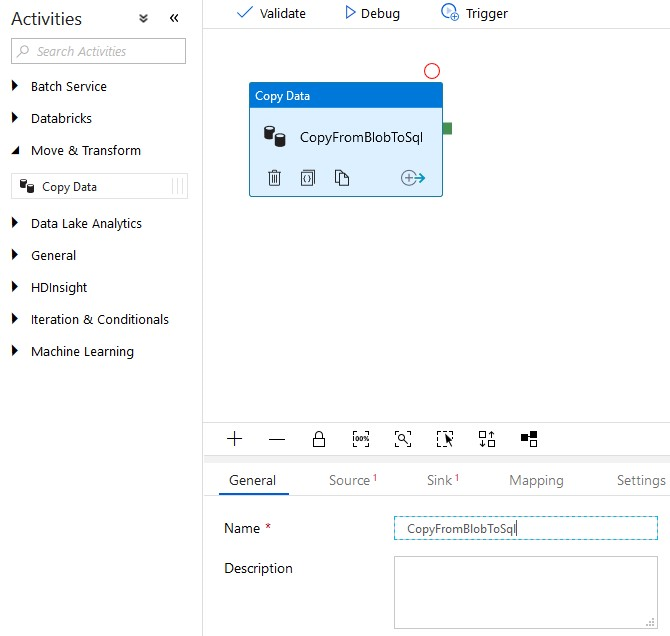 Activities
Search Activities
Batch Service
Databricks
Move & Transform
Copy Data
Data Lake Analytics
General
HDInsight
Iteration & Conditionals
Machine Learning
Validate Debug Trigger
Copy Data
CopyFromBlobToSql
100%
General Source 1 Sink 1 Mapping Settings
Name * CopyFromBlobToSql
Description